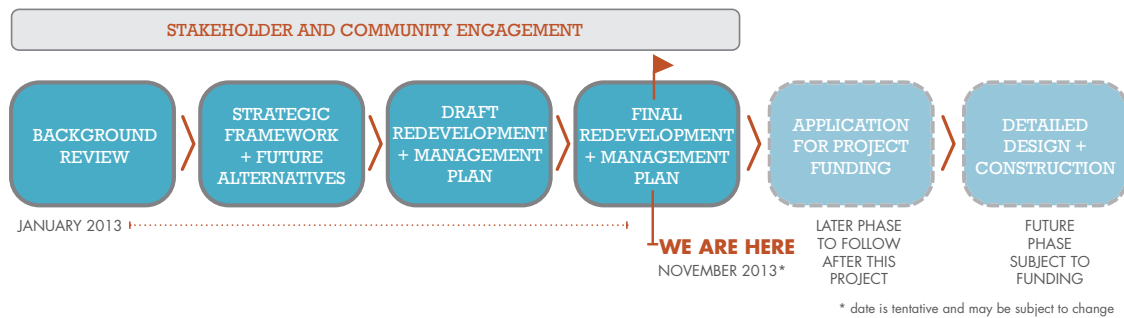 STAKEHOLDER AND COMMUNITY ENGAGEMENT
BACKGROUND
REVIEW
STRATEGIC
FRAMEWORK
+ FUTURE
ALTERNATIVES
DRAFT
REDEVELOPMENT
+ MANAGEMENT
PLAN
FINAL
REDEVELOPMENT
+ MANAGEMENT
PLAN
APPLICATION
FOR PROJECT
FUNDING
DETAILED
DESIGN +
CONSTRUCTION
JANUARY 2013
WE ARE HERE
NOVEMBER 2013*
LATER PHASE
TO FOLLOW
AFTER THIS
PROJECT
FUTURE
PHASE
SUBJECT TO
FUNDING
* date is tentative and may be subject to change